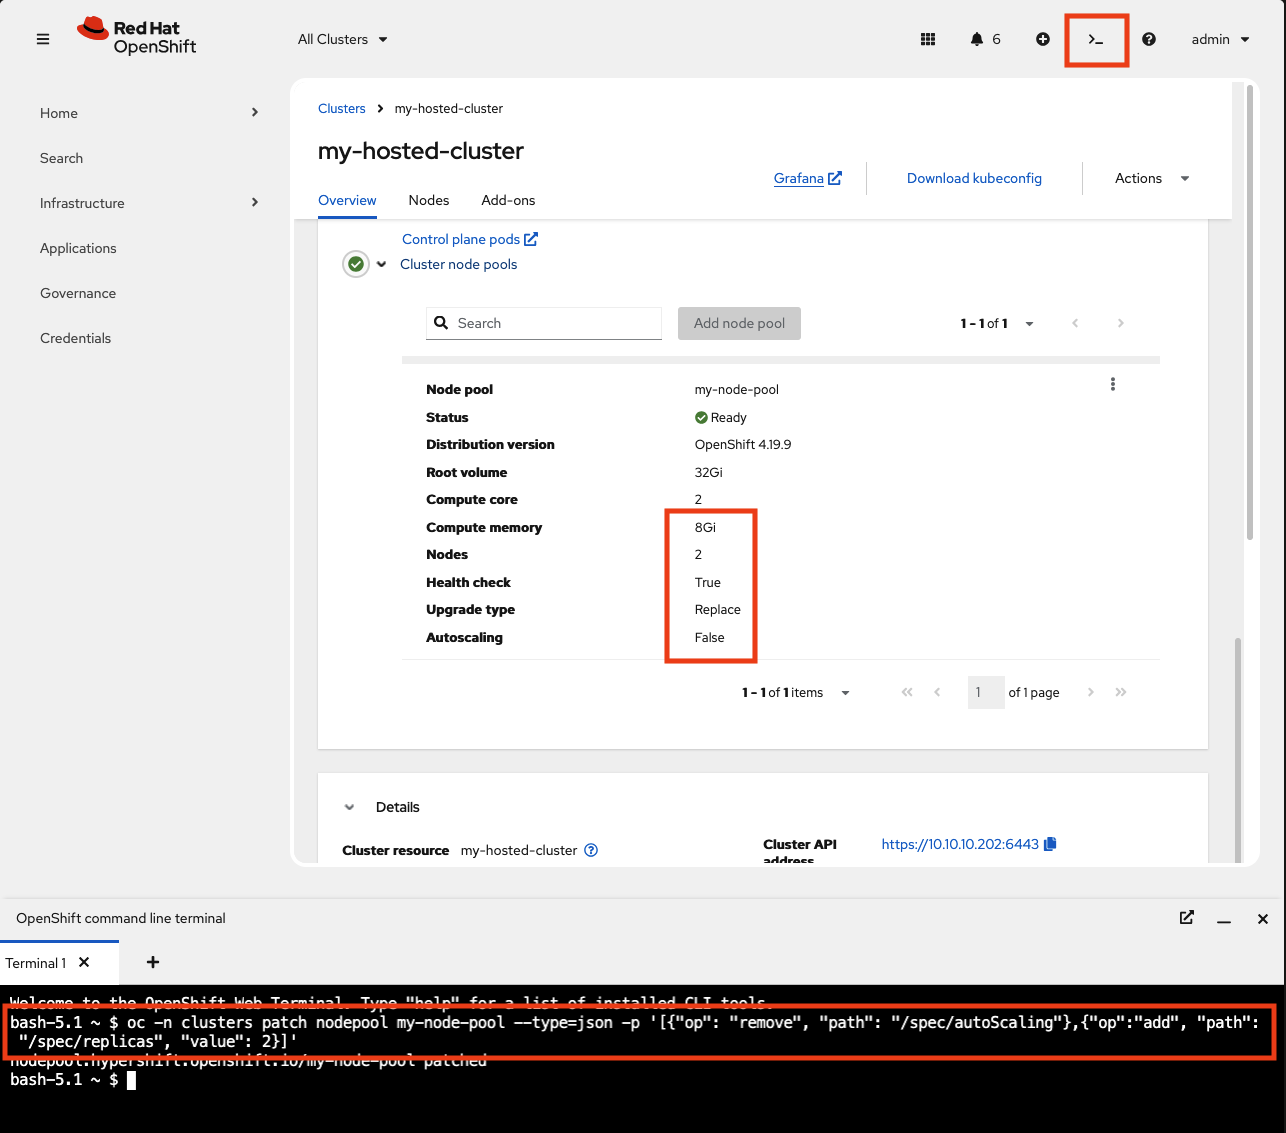 Red Hat
OpenShift
All Clusters
6
>_
admin
Home
Search
Infrastructure
Applications
Governance
Credentials
Clusters > my-hosted-cluster
my-hosted-cluster
Grafana
Download kubeconfig
Actions
Overview
Nodes
Add-ons
Control plane pods
Cluster node pools
Search
Add node pool
1 - 1 of 1
Node pool my-node-pool
Status Ready
Distribution version OpenShift 4.19.9
Root volume 32Gi
Compute core 2
Compute memory 8Gi
Nodes 2
Health check True
Upgrade type Replace
Autoscaling False
1 - 1 of 1 items
1 of 1 page
Details
Cluster resource my-hosted-cluster
Cluster API
address
https://10.10.10.202:6443
OpenShift command line terminal
Terminal 1
Welcome to the OpenShift Web Terminal. Type "help" for a list of installed CLI tools.
bash-5.1 ~ $ oc -n clusters patch nodepool my-node-pool --type=json -p '[{"op": "remove", "path": "/spec/autoScaling"},{"op":"add", "path":
"/spec/replicas", "value": 2}]'
nodepool.hypershift.openshift.io/my-node-pool patched
bash-5.1 ~ $